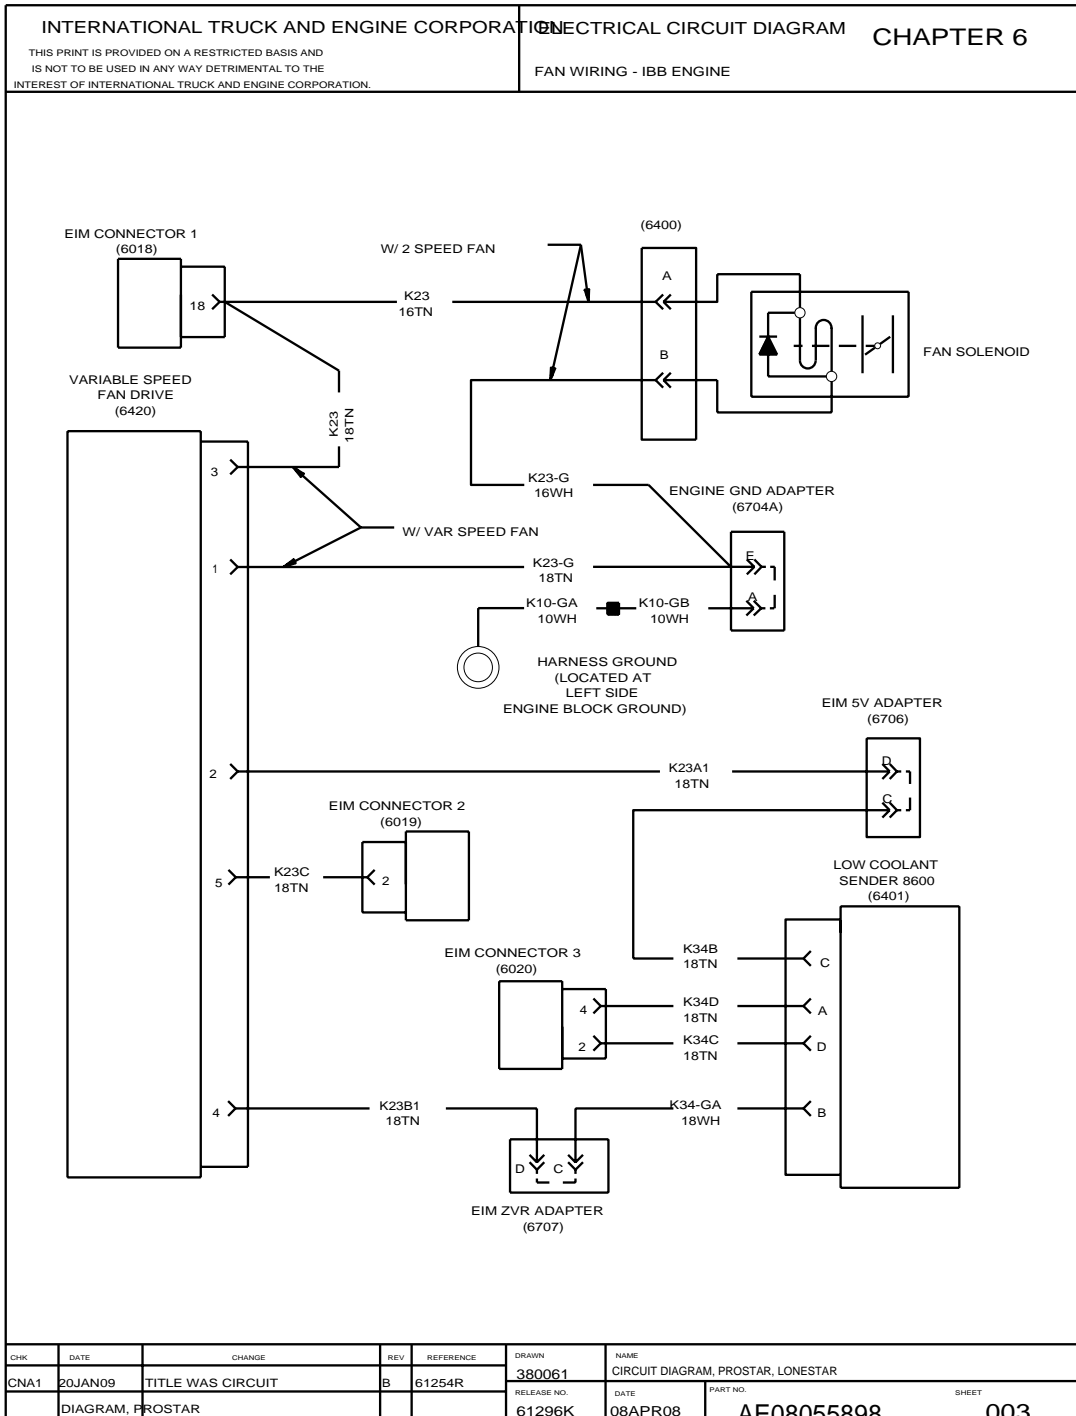 INTERNATIONAL TRUCK AND ENGINE CORPORATION
THIS PRINT IS PROVIDED ON A RESTRICTED BASIS AND
IS NOT TO BE USED IN ANY WAY DETRIMENTAL TO THE
INTEREST OF INTERNATIONAL TRUCK AND ENGINE CORPORATION.
ELECTRICAL CIRCUIT DIAGRAM
FAN WIRING - IBB ENGINE
CHAPTER 6
EIM CONNECTOR 1
(6018)
18
W/ 2 SPEED FAN
K23
16TN
(6400)
A
B
FAN SOLENOID
VARIABLE SPEED
FAN DRIVE
(6420)
K23
18TN
3
K23-G
16WH
ENGINE GND ADAPTER
(6704A)
W/ VAR SPEED FAN
1
K23-G
18TN
E
K10-GA
10WH
K10-GB
10WH
A
HARNESS GROUND
(LOCATED AT
LEFT SIDE
ENGINE BLOCK GROUND)
EIM 5V ADAPTER
(6706)
2
K23A1
18TN
D
C
EIM CONNECTOR 2
(6019)
5
K23C
18TN
2
LOW COOLANT
SENDER 8600
(6401)
EIM CONNECTOR 3
(6020)
K34B
18TN
C
4
K34D
18TN
A
2
K34C
18TN
D
4
K23B1
18TN
K34-GA
18WH
B
D
C
EIM ZVR ADAPTER
(6707)
CHK DATE CHANGE REV REFERENCE
CNA1 20JAN09 TITLE WAS CIRCUIT B 61254R
DIAGRAM, PROSTAR
DRAWN
380061
NAME
CIRCUIT DIAGRAM, PROSTAR, LONESTAR
RELEASE NO.
61296K
DATE
08APR08
PART NO.
AE08055898
SHEET
003